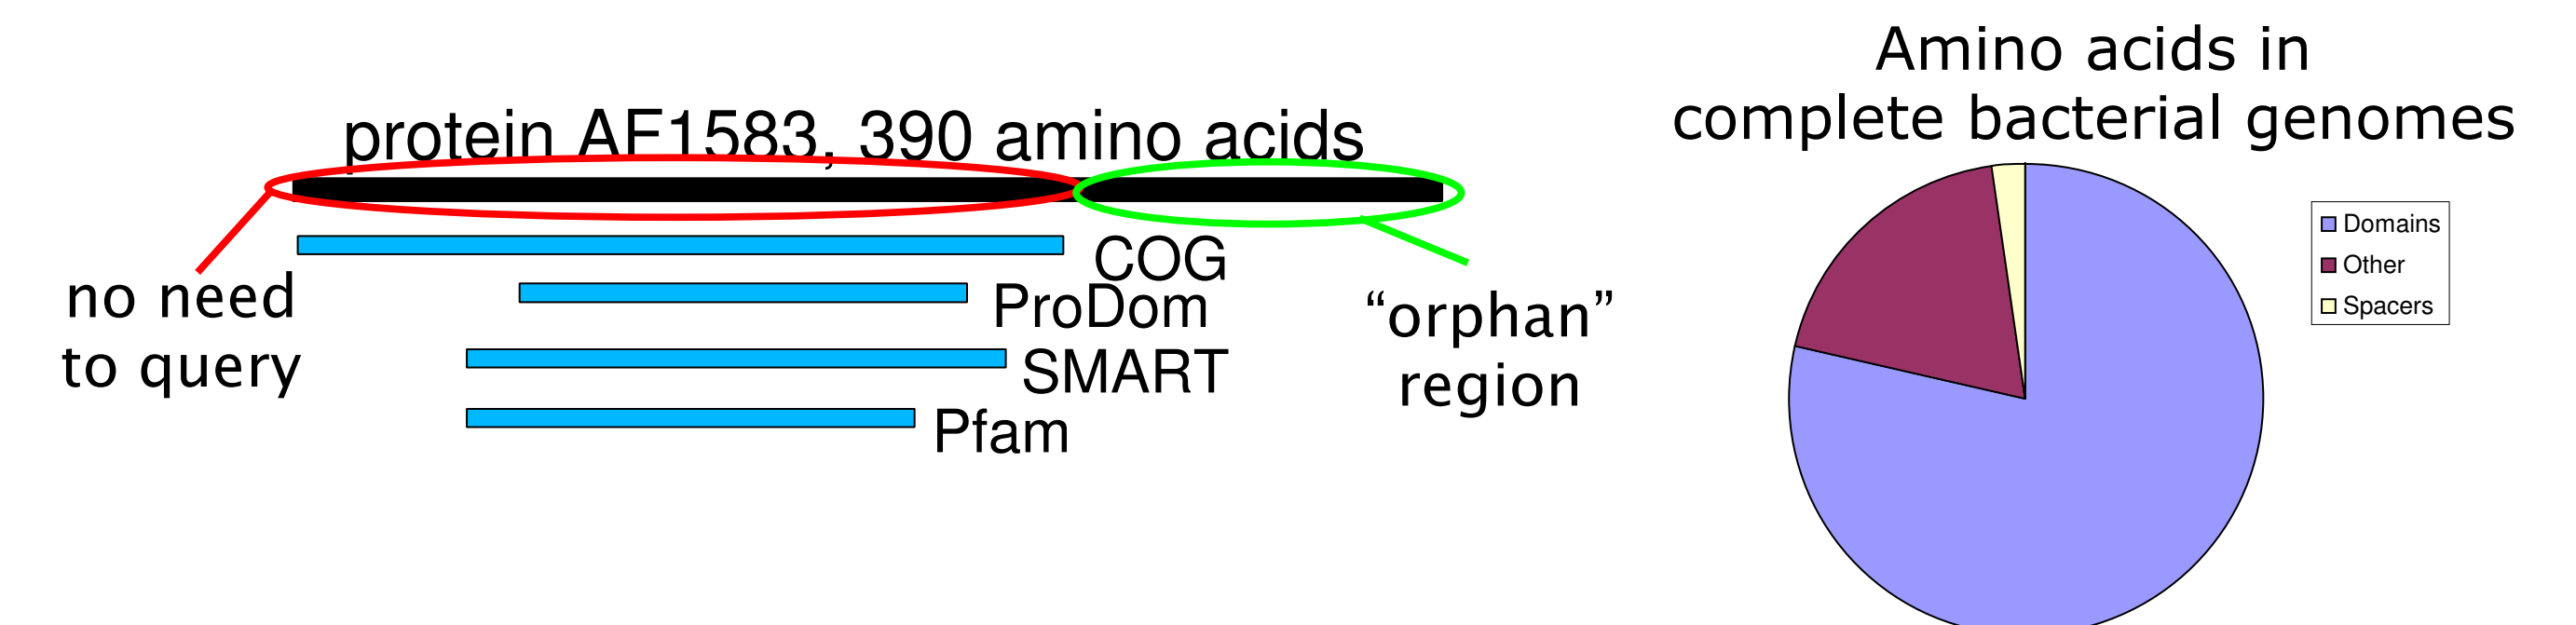 protein AF1583, 390 amino acids
COG
ProDom
SMART
Pfam
no need
to query
“orphan”
region
Amino acids in
complete bacterial genomes
Domains
Other
Spacers